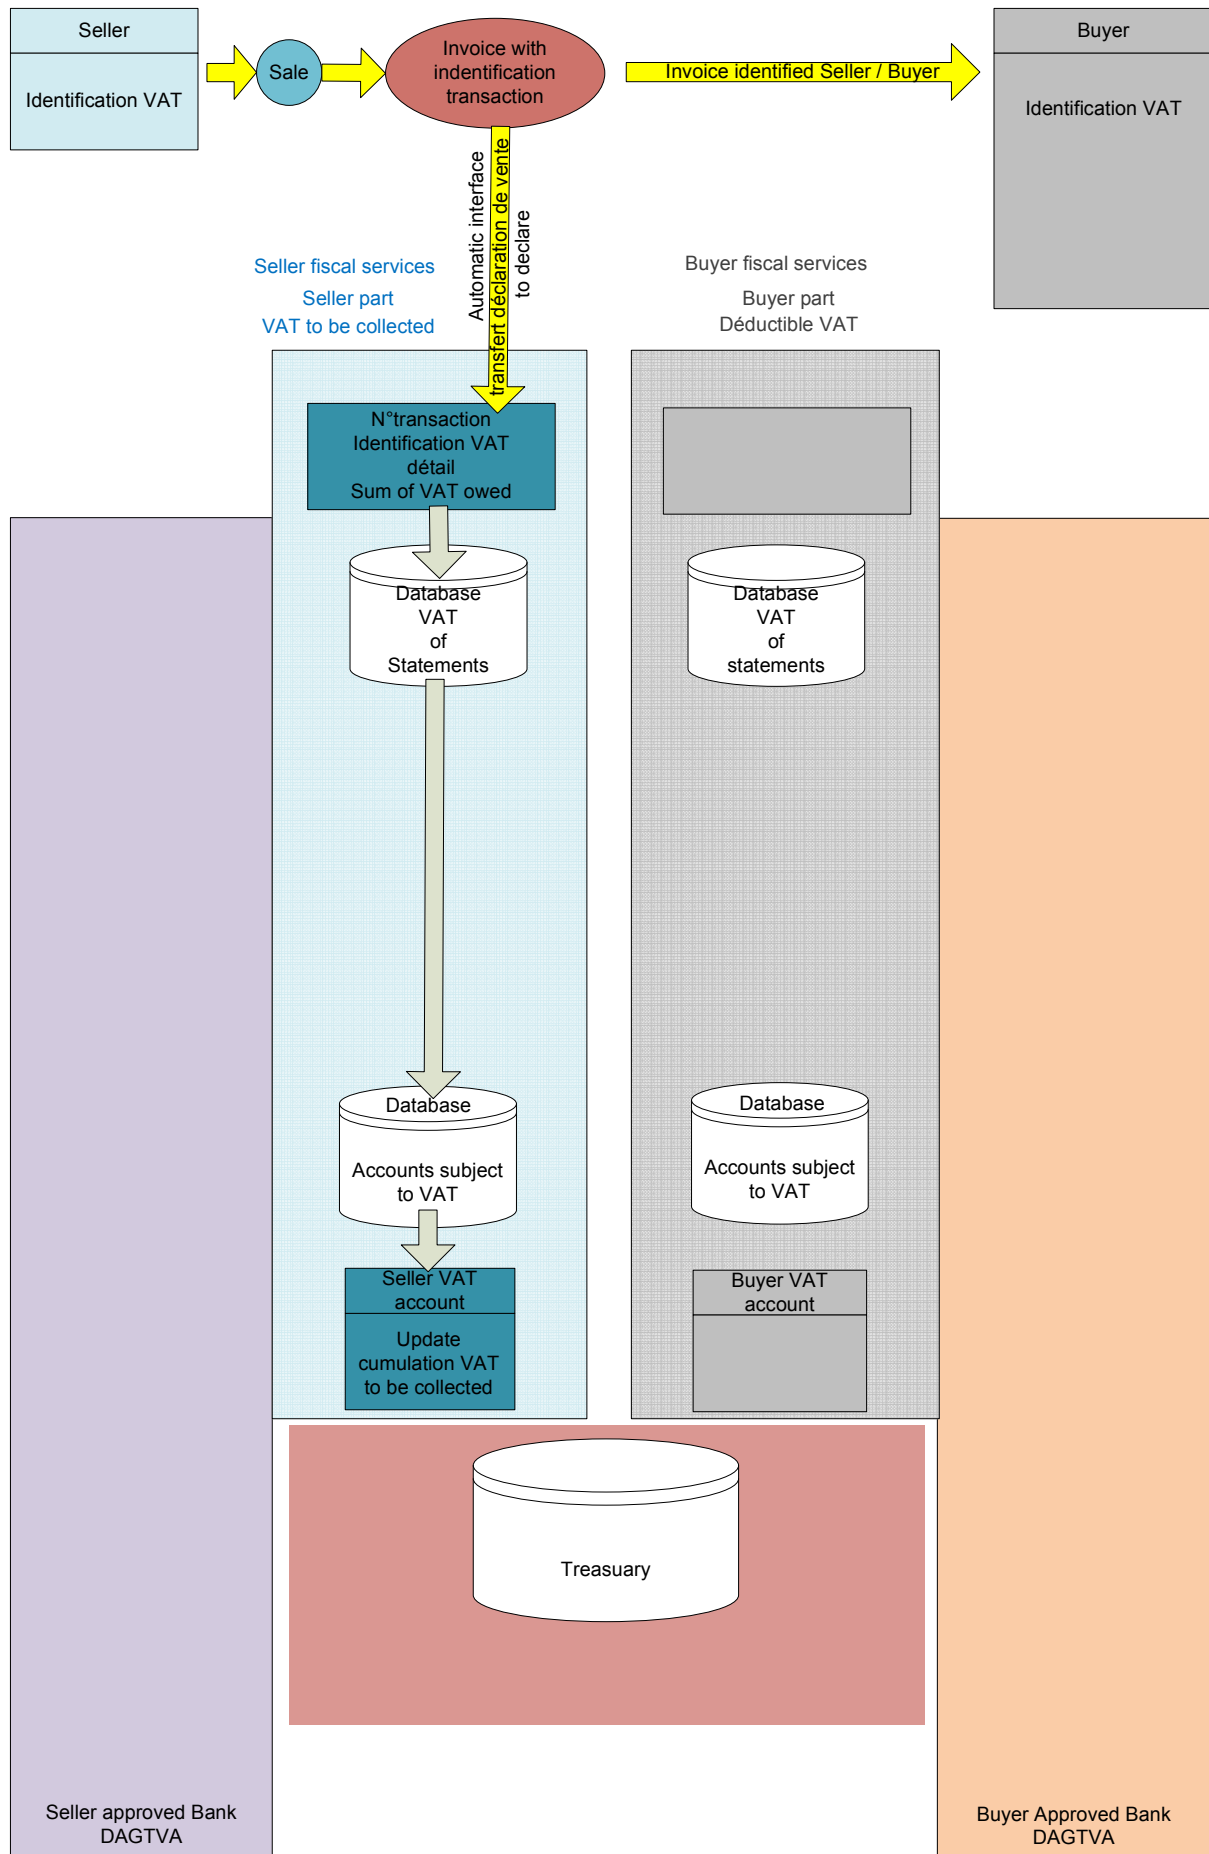 Seller
Identification VAT
Sale
Invoice with
indentification
transaction
Invoice identified Seller / Buyer
Buyer
Identification VAT
Automatic interface
transfert déclaration de vente
to declare
Seller fiscal services
Seller part
VAT to be collected
Buyer fiscal services
Buyer part
Déductible VAT
N°transaction
Identification VAT
détail
Sum of VAT owed
Database
VAT
of
Statements
Database
VAT
of
statements
Database
Accounts subject
to VAT
Database
Accounts subject
to VAT
Seller VAT
account
Update
cumulation VAT
to be collected
Buyer VAT
account
Treasuary
Seller approved Bank
DAGTVA
Buyer Approved Bank
DAGTVA